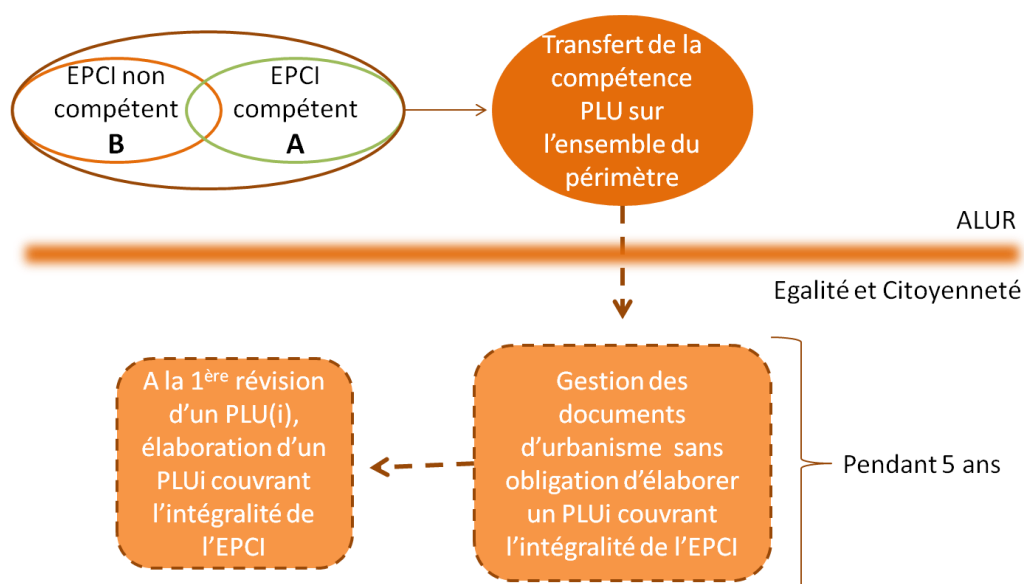 EPCI non
compétent
B
EPCI
compétent
A
Transfert de la
compétence
PLU sur
l’ensemble du
périmètre
ALUR
Egalité et Citoyenneté
A la 1ère révision
d’un PLU(i),
élaboration d’un
PLUi couvrant
l’intégralité de
l’EPCI
Gestion des
documents
d’urbanisme sans
obligation d’élaborer
un PLUi couvrant
l’intégralité de l’EPCI
Pendant 5 ans